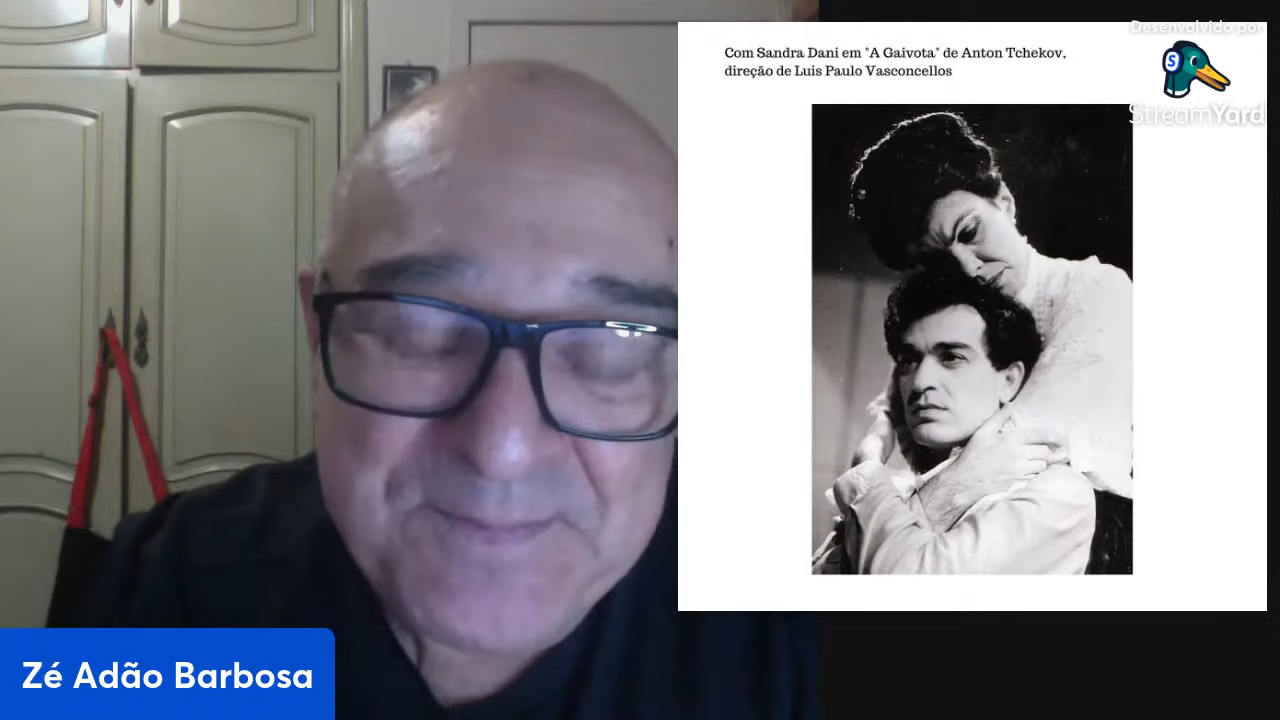 Desenvolvido por
StreamYard
Com Sandra Dani em "A Gaivota" de Anton Tchekov,
direção de Luis Paulo Vasconcellos
Zé Adão Barbosa